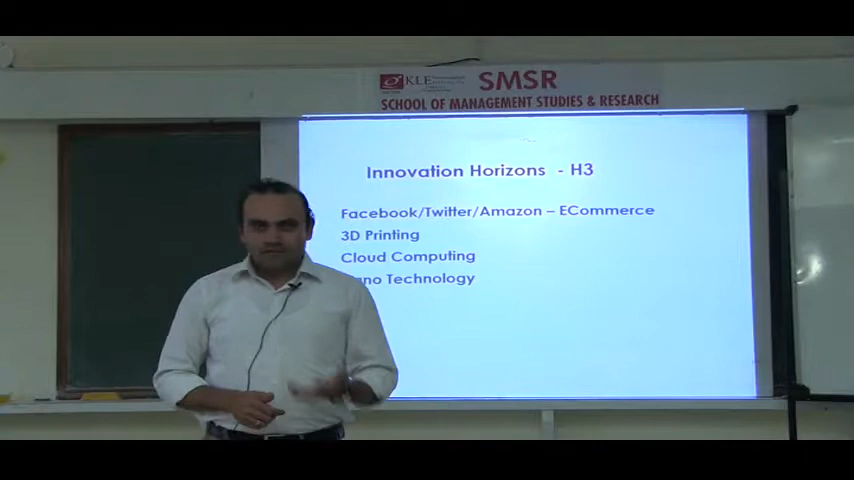 KLE
SMSR
SCHOOL OF MANAGEMENT STUDIES & RESEARCH
Innovation Horizons - H3
Facebook/Twitter/Amazon – ECommerce
3D Printing
Cloud Computing
Technology